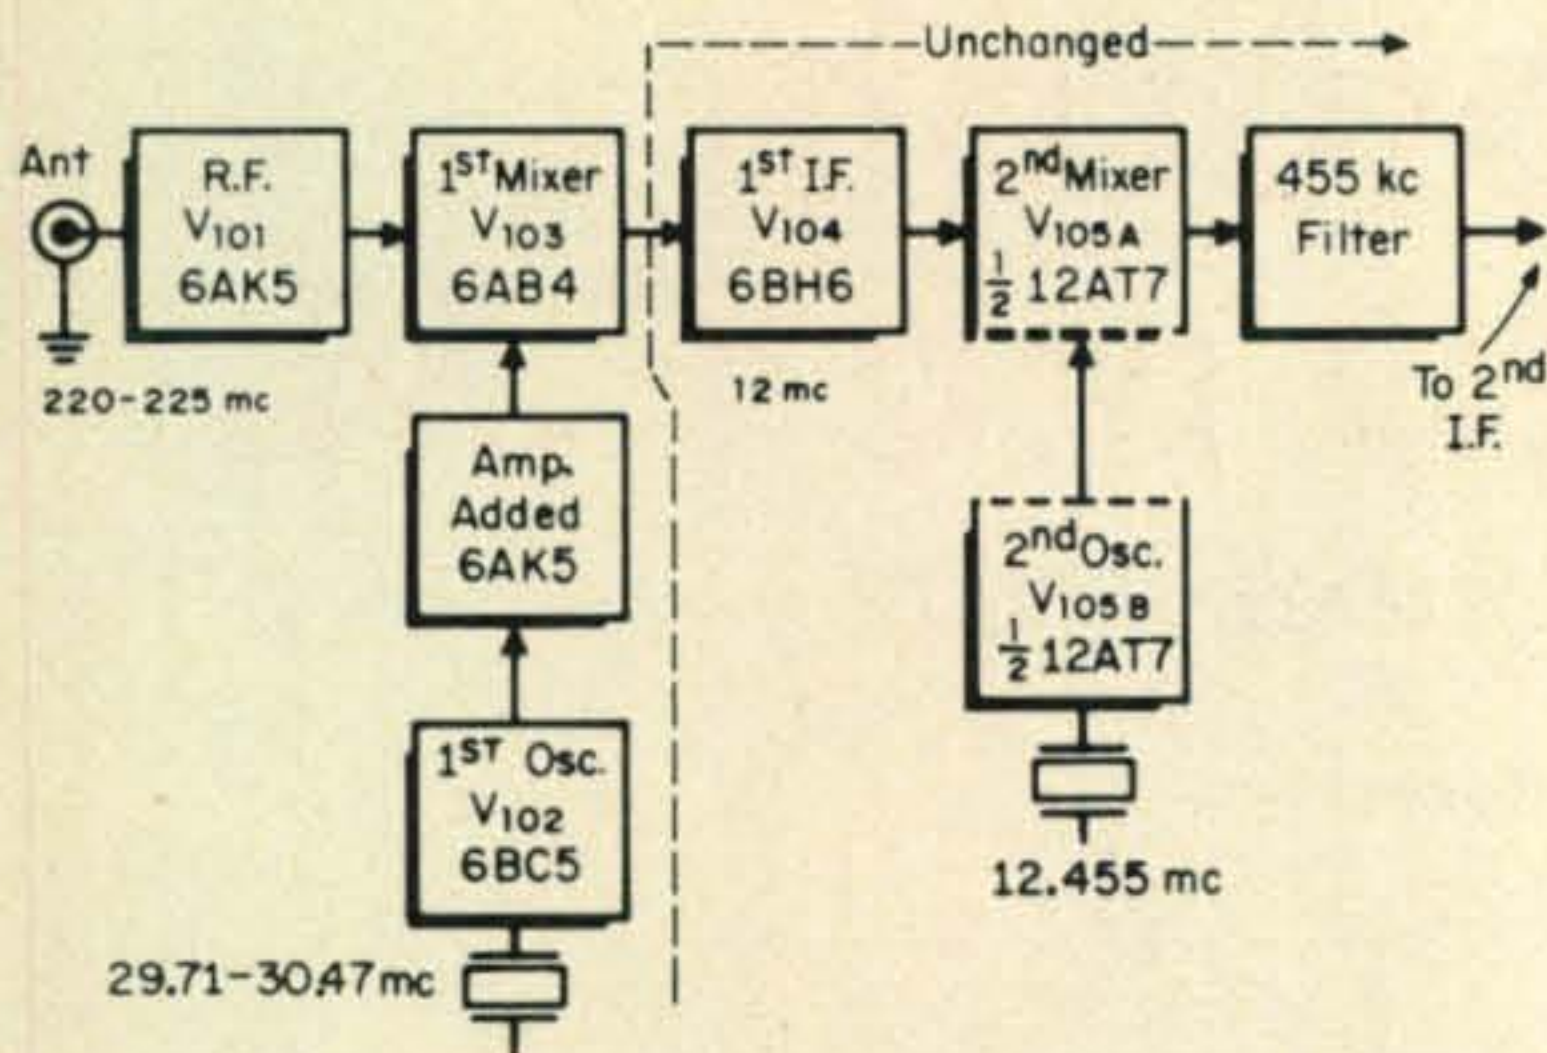 Unchanged
Ant
R.F.
V101
6AK5
1ST Mixer
V103
6AB4
1ST I.F.
V104
6BH6
2nd Mixer
V105A
1/2 12AT7
455 kc
Filter
220-225 mc
12 mc
To 2nd
I.F.
Amp.
Added
6AK5
2nd Osc.
V105B
1/2 12AT7
1ST Osc.
V102
6BC5
12.455 mc
29.71-30.47 mc